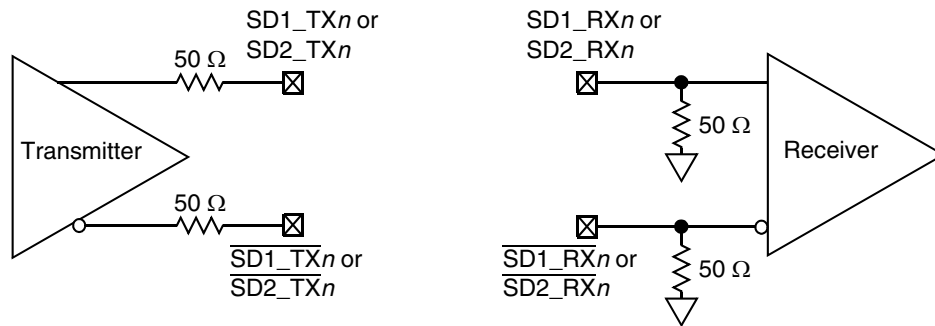 SD1_TXn or
SD2_TXn
50 Ω
Transmitter
50 Ω
SD1_TXn or
SD2_TXn
SD1_RXn or
SD2_RXn
50 Ω
Receiver
SD1_RXn or
SD2_RXn
50 Ω